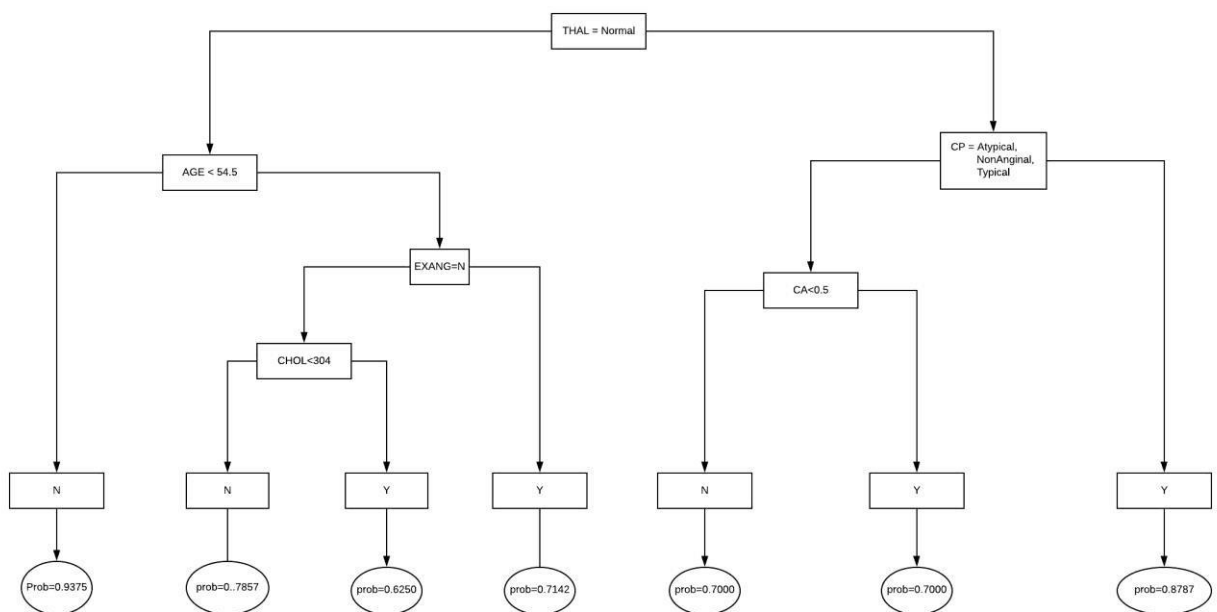 THAL = Normal
CP = Atypical,
NonAnginal,
Typical
AGE < 54.5
EXANG=N
CA<0.5
CHOL<304
N
N
Y
Y
N
Y
Y
Prob=0.9375
prob=0..7857
prob=0.6250
prob=0.7142
prob=0.7000
prob=0.7000
prob=0.8787